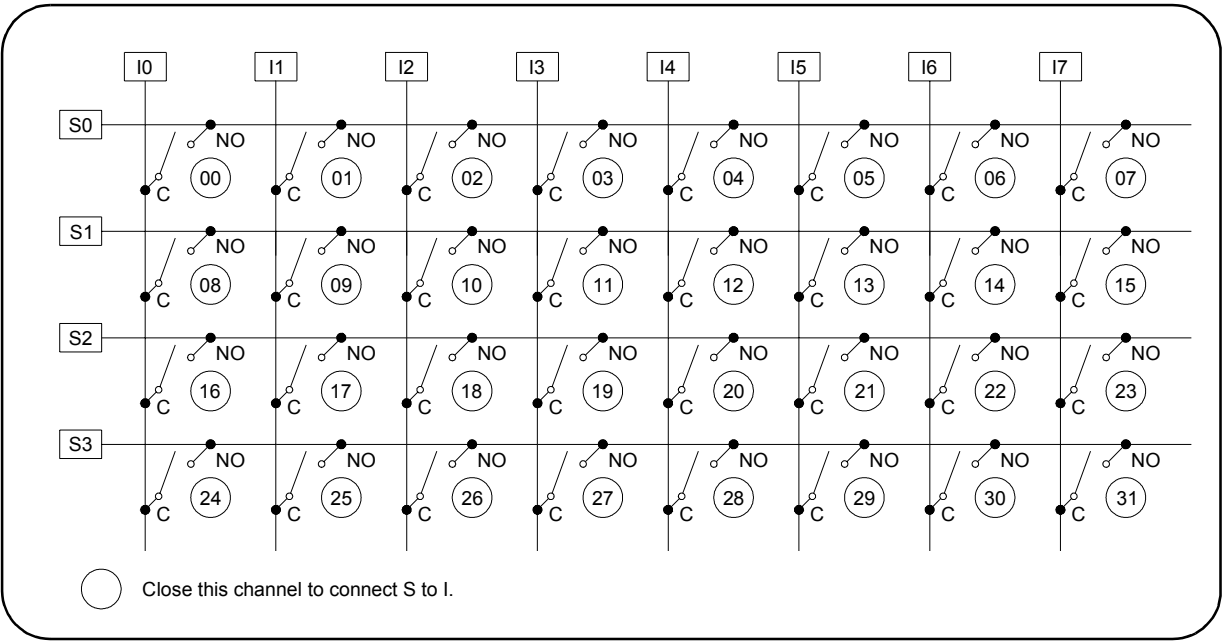 I0 I1 I2 I3 I4 I5 I6 I7
S0
NO NO NO NO NO NO NO NO
C 00 C 01 C 02 C 03 C 04 C 05 C 06 C 07
S1
NO NO NO NO NO NO NO NO
C 08 C 09 C 10 C 11 C 12 C 13 C 14 C 15
S2
NO NO NO NO NO NO NO NO
C 16 C 17 C 18 C 19 C 20 C 21 C 22 C 23
S3
NO NO NO NO NO NO NO NO
C 24 C 25 C 26 C 27 C 28 C 29 C 30 C 31
Close this channel to connect S to I.